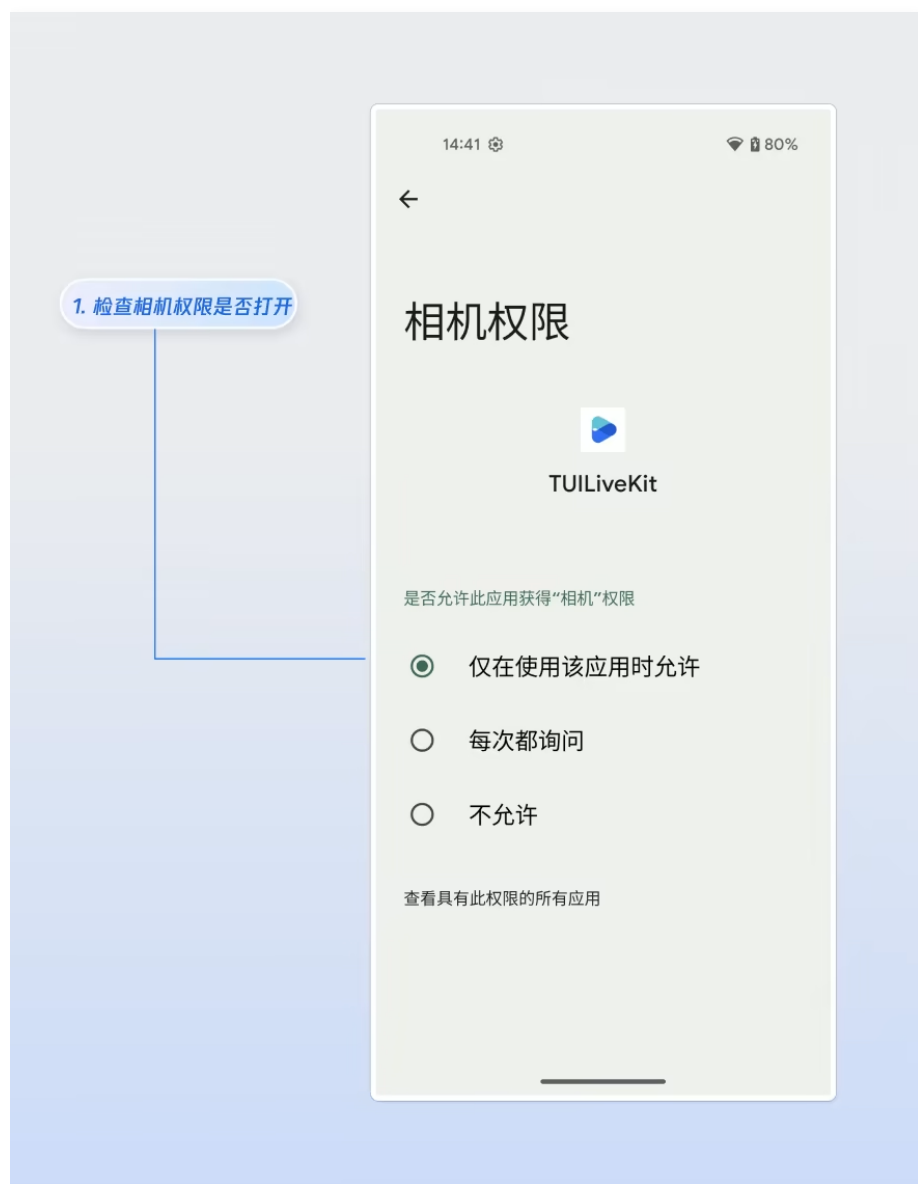 14:41
80%
1. 检查相机权限是否打开
相机权限
TUILiveKit
是否允许此应用获得“相机”权限
仅在使用该应用时允许
每次都询问
不允许
查看具有此权限的所有应用